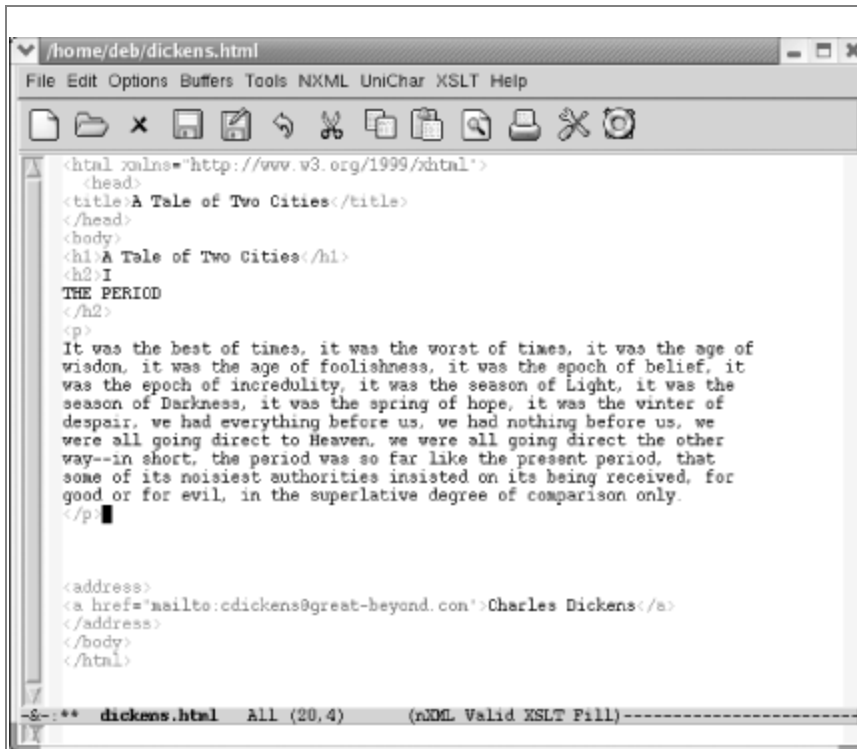 /home/deb/dickens.html
File Edit Options Buffers Tools NXML UniChar XSLT Help
<html xmlns="http://www.w3.org/1999/xhtml">
<head>
<title>A Tale of Two Cities</title>
</head>
<body>
<h1>A Tale of Two Cities</h1>
<h2>I
THE PERIOD
</h2>
<p>
It was the best of times, it was the worst of times, it was the age of
wisdom, it was the age of foolishness, it was the epoch of belief, it
was the epoch of incredulity, it was the season of Light, it was the
season of Darkness, it was the spring of hope, it was the winter of
despair, we had everything before us, we had nothing before us, we
were all going direct to Heaven, we were all going direct the other
way--in short, the period was so far like the present period, that
some of its noisiest authorities insisted on its being received, for
good or for evil, in the superlative degree of comparison only.
</p>
<address>
<a href="mailto:cdickens@great-beyond.com">Charles Dickens</a>
</address>
</body>
</html>
-&-:** dickens.html All (20,4) (nXML Valid XSLT Fill)-----------------------